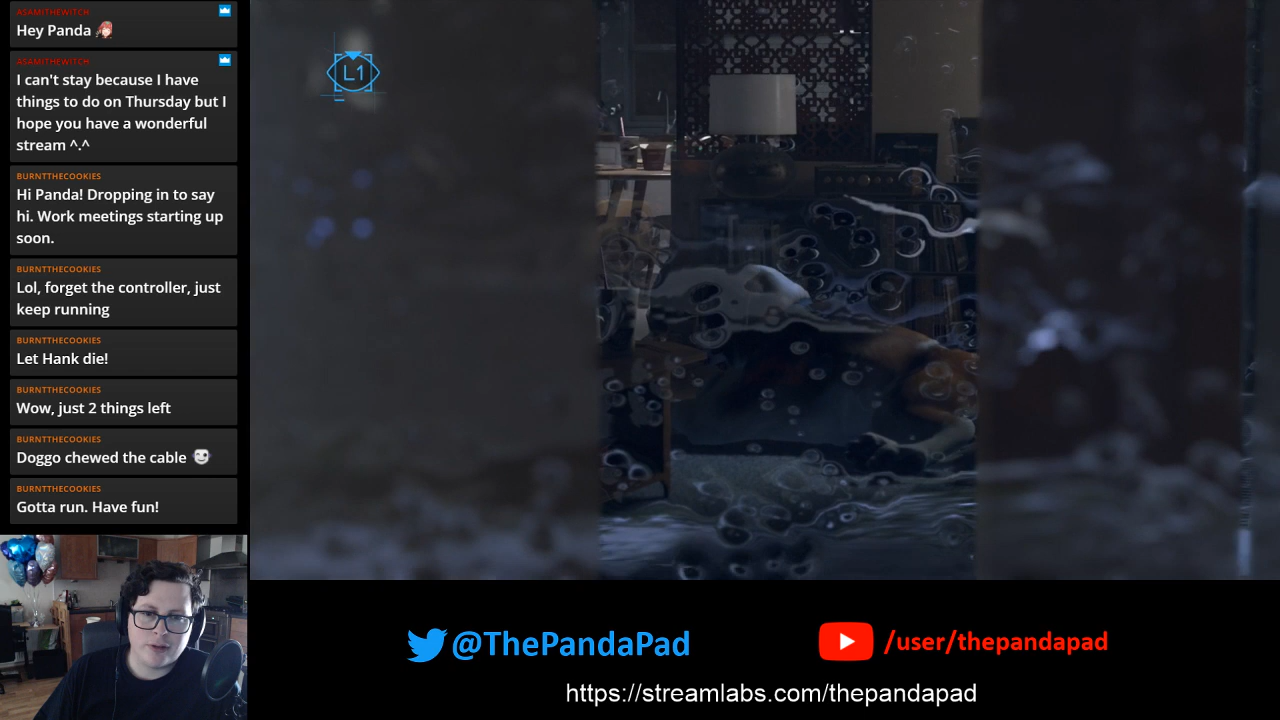 ASAMITHEWITCH
Hey Panda
ASAMITHEWITCH
I can't stay because I have
things to do on Thursday but I
hope you have a wonderful
stream ^.^
BURNTTHECOOKIES
Hi Panda! Dropping in to say
hi. Work meetings starting up
soon.
BURNTTHECOOKIES
Lol, forget the controller, just
keep running
BURNTTHECOOKIES
Let Hank die!
BURNTTHECOOKIES
Wow, just 2 things left
BURNTTHECOOKIES
Doggo chewed the cable
BURNTTHECOOKIES
Gotta run. Have fun!
L1
@ThePandaPad
/user/thepandapad
https://streamlabs.com/thepandapad